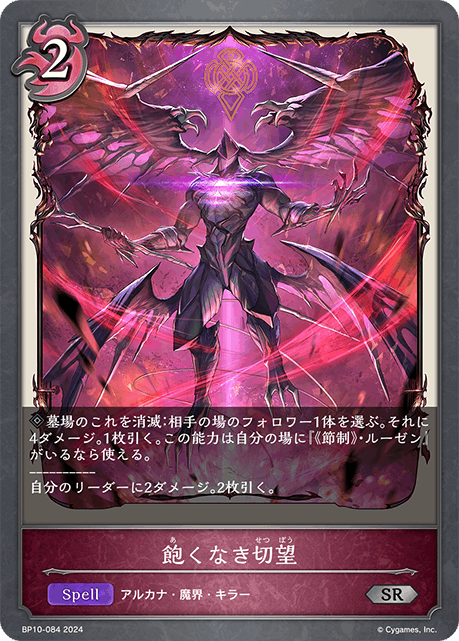 2
◇墓場のこれを消滅：相手の場のフォロワー1体を選ぶ。それに
4ダメージ。1枚引く。この能力は自分の場に『《節制》・ルーゼン』
がいるなら使える。
----------
自分のリーダーに2ダメージ。2枚引く。
あ せつ ぼう
飽くなき切望
Spell アルカナ・魔界・キラー SR
BP10-084 2024 © Cygames, Inc.